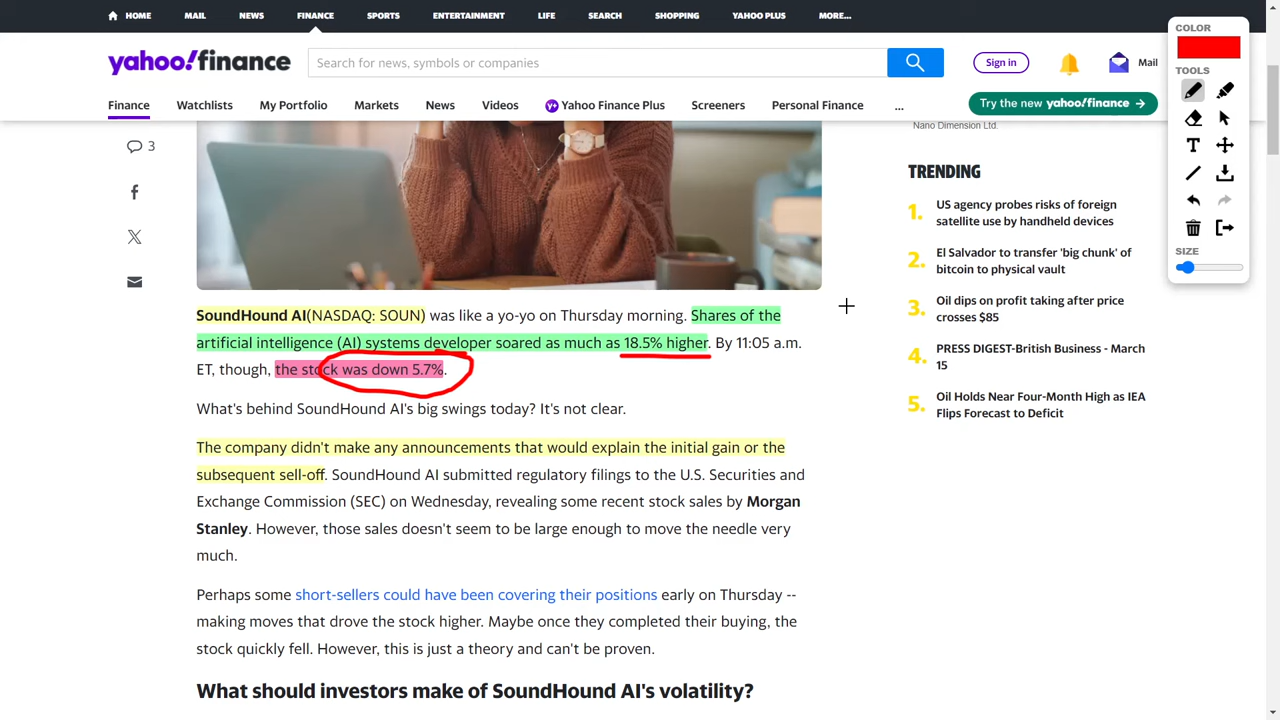 HOME MAIL NEWS FINANCE SPORTS ENTERTAINMENT LIFE SEARCH SHOPPING YAHOO PLUS MORE...
yahoo!finance
Search for news, symbols or companies
Sign in
Mail
Finance Watchlists My Portfolio Markets News Videos Yahoo Finance Plus Screeners Personal Finance ...
Try the new yahoo!finance →
3
SoundHound AI(NASDAQ: SOUN) was like a yo-yo on Thursday morning. Shares of the
artificial intelligence (AI) systems developer soared as much as 18.5% higher. By 11:05 a.m.
ET, though, the stock was down 5.7%.
What's behind SoundHound AI's big swings today? It's not clear.
The company didn't make any announcements that would explain the initial gain or the
subsequent sell-off. SoundHound AI submitted regulatory filings to the U.S. Securities and
Exchange Commission (SEC) on Wednesday, revealing some recent stock sales by Morgan
Stanley. However, those sales doesn't seem to be large enough to move the needle very
much.
Perhaps some short-sellers could have been covering their positions early on Thursday --
making moves that drove the stock higher. Maybe once they completed their buying, the
stock quickly fell. However, this is just a theory and can't be proven.
What should investors make of SoundHound AI's volatility?
Nano Dimension Ltd.
TRENDING
1. US agency probes risks of foreign
satellite use by handheld devices
2. El Salvador to transfer 'big chunk' of
bitcoin to physical vault
3. Oil dips on profit taking after price
crosses $85
4. PRESS DIGEST-British Business - March
15
5. Oil Holds Near Four-Month High as IEA
Flips Forecast to Deficit
COLOR
TOOLS
T
SIZE